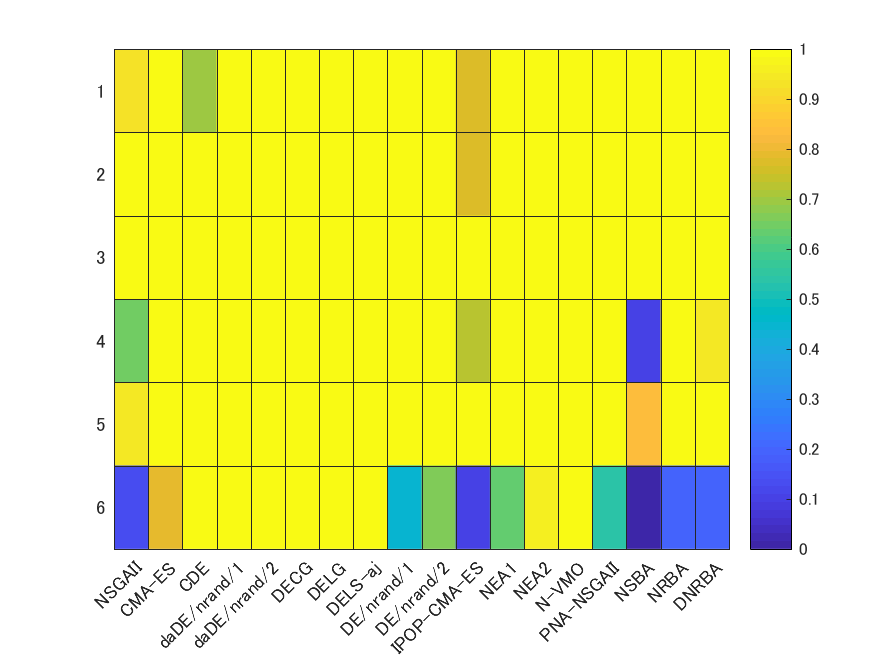 1
2
3
4
5
6
NSGAII
CMA-ES
CDE
daDE/nrand/1
daDE/nrand/2
DECG
DELG
DELS-aj
DE/nrand/1
DE/nrand/2
IPOP-CMA-ES
NEA1
NEA2
N-VMO
PNA-NSGAII
NSBA
NRBA
DNRBA
1
0.9
0.8
0.7
0.6
0.5
0.4
0.3
0.2
0.1
0